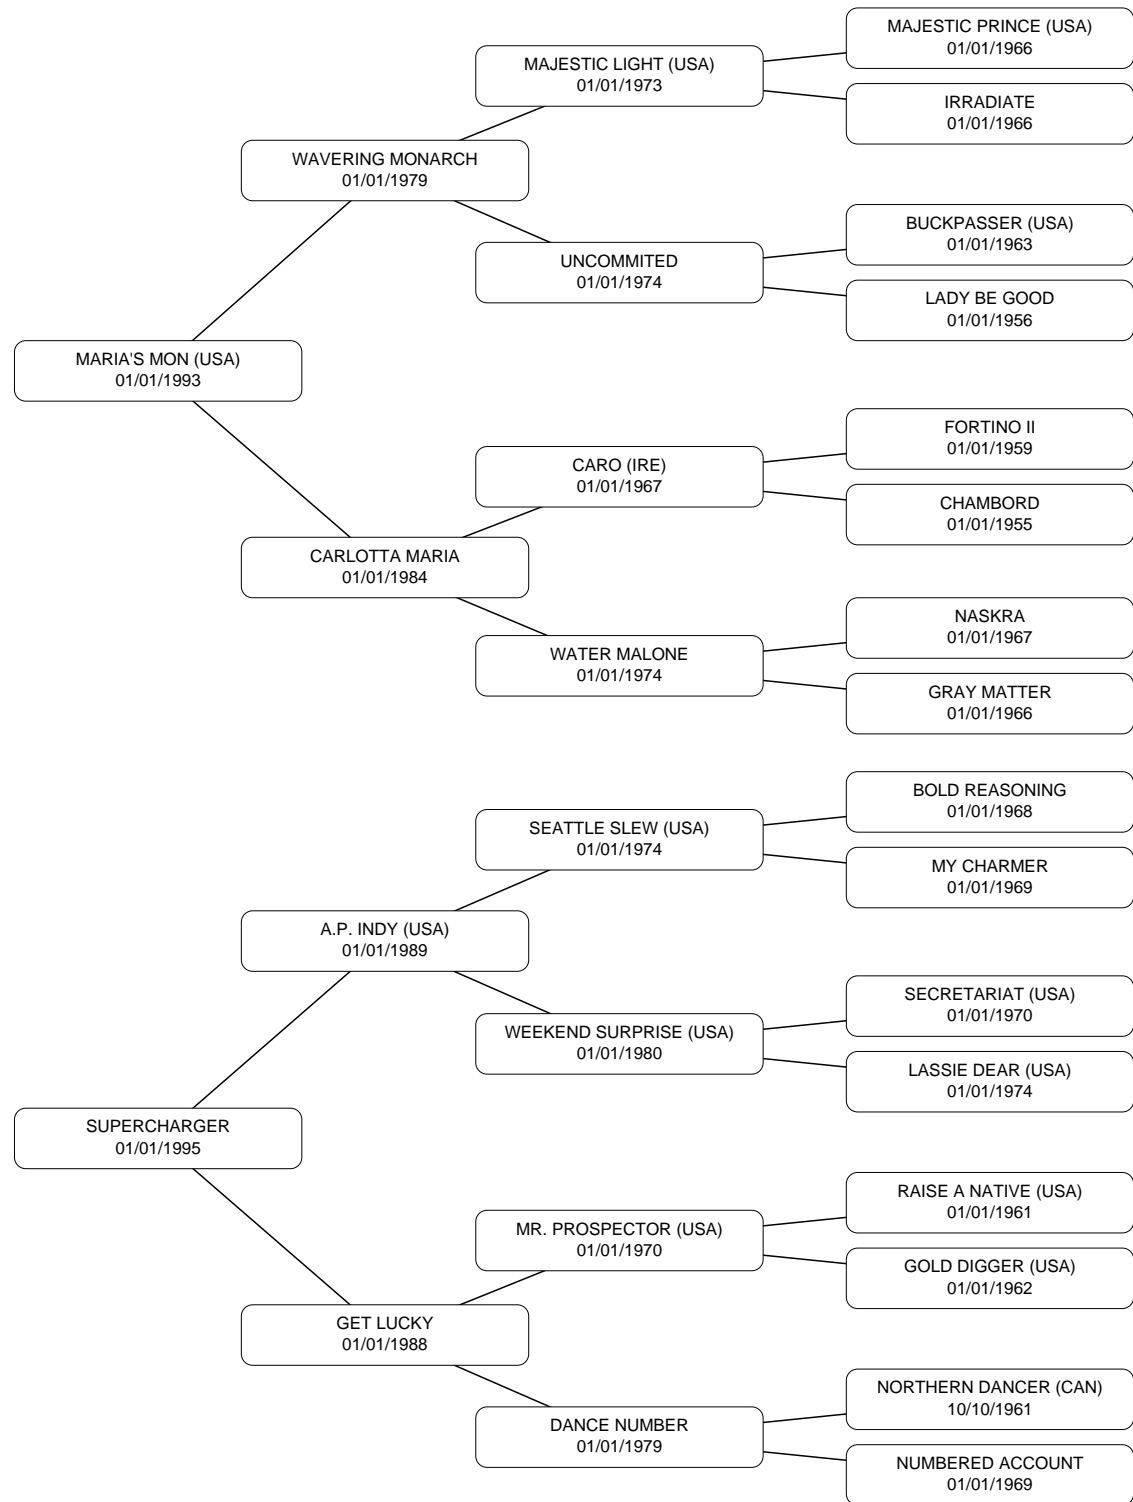 MAJESTIC PRINCE (USA)
01/01/1966
MAJESTIC LIGHT (USA)
01/01/1973
IRRADIATE
01/01/1966
WAVERING MONARCH
01/01/1979
BUCKPASSER (USA)
01/01/1963
UNCOMMITED
01/01/1974
LADY BE GOOD
01/01/1956
MARIA'S MON (USA)
01/01/1993
FORTINO II
01/01/1959
CARO (IRE)
01/01/1967
CHAMBORD
01/01/1955
CARLOTTA MARIA
01/01/1984
NASKRA
01/01/1967
WATER MALONE
01/01/1974
GRAY MATTER
01/01/1966
BOLD REASONING
01/01/1968
SEATTLE SLEW (USA)
01/01/1974
MY CHARMER
01/01/1969
A.P. INDY (USA)
01/01/1989
SECRETARIAT (USA)
01/01/1970
WEEKEND SURPRISE (USA)
01/01/1980
LASSIE DEAR (USA)
01/01/1974
SUPERCHARGER
01/01/1995
RAISE A NATIVE (USA)
01/01/1961
MR. PROSPECTOR (USA)
01/01/1970
GOLD DIGGER (USA)
01/01/1962
GET LUCKY
01/01/1988
NORTHERN DANCER (CAN)
10/10/1961
DANCE NUMBER
01/01/1979
NUMBERED ACCOUNT
01/01/1969